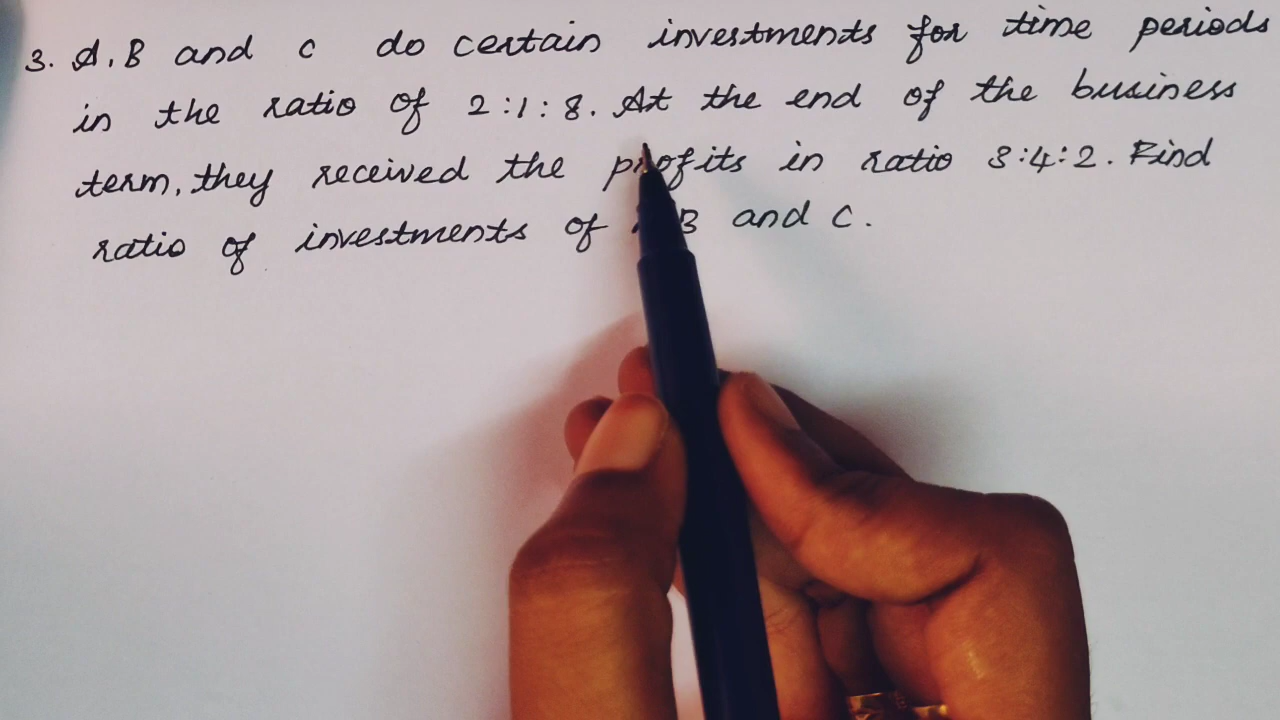 3. A, B and C do certain investments for time periods
in the ratio of 2:1:8. At the end of the business
term, they received the profits in ratio 3:4:2. Find
ratio of investments of B and C.